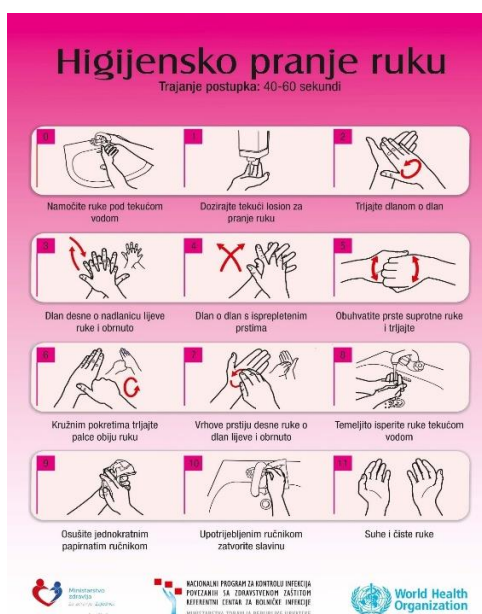 Higijensko pranje ruku
Trajanje postupka: 40-60 sekundi
0
1
2
Namočite ruke pod tekućom
vodom
Dozirajte tekući losion za
pranje ruku
Trljajte dlanom o dlan
3
4
5
Dlan desne o nadlanicu lijeve
ruke i obrnuto
Dlan o dlan s isprepletenim
prstima
Obuhvatite prste suprotne ruke
i trljajte
6
7
8
Kružnim pokretima trljajte
palce obiju ruku
Vrhove prstiju desne ruke o
dlan lijeve i obrnuto
Temeljito isperite ruke tekućom
vodom
9
10
11
Osušite jednokratnim
papirnatim ručnikom
Upotrijebljenim ručnikom
zatvorite slavinu
Suhe i čiste ruke
Ministarstvo
zdravlja
NACIONALNI PROGRAM ZA KONTROLU INFEKCIJA
POVEZANIH SA ZDRAVSTVENOM ZAŠTITOM
REFERENTNI CENTAR ZA BOLNIČKE INFEKCIJE
World Health
Organization